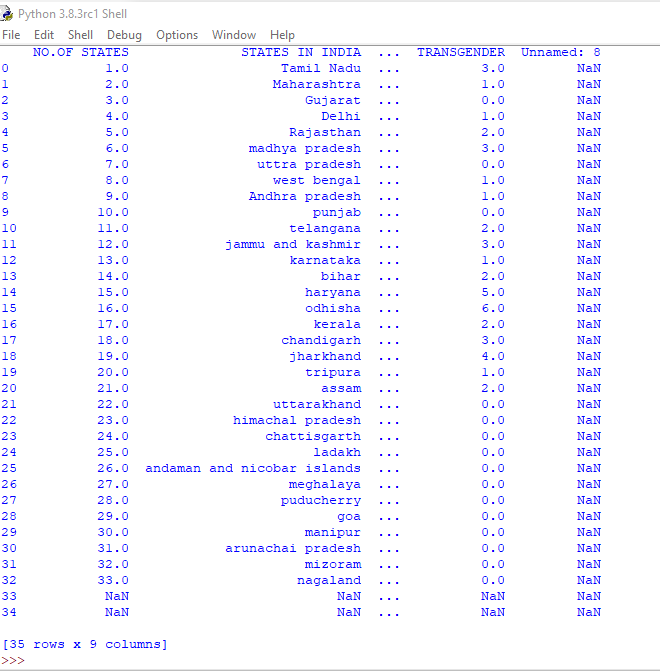 Python 3.8.3rc1 Shell
File Edit Shell Debug Options Window Help
NO.OF STATES STATES IN INDIA ... TRANSGENDER Unnamed: 8
0 1.0 Tamil Nadu ... 3.0 NaN
1 2.0 Maharashtra ... 1.0 NaN
2 3.0 Gujarat ... 0.0 NaN
3 4.0 Delhi ... 1.0 NaN
4 5.0 Rajasthan ... 2.0 NaN
5 6.0 madhya pradesh ... 3.0 NaN
6 7.0 uttra pradesh ... 0.0 NaN
7 8.0 west bengal ... 1.0 NaN
8 9.0 Andhra pradesh ... 1.0 NaN
9 10.0 punjab ... 0.0 NaN
10 11.0 telangana ... 2.0 NaN
11 12.0 jammu and kashmir ... 3.0 NaN
12 13.0 karnataka ... 1.0 NaN
13 14.0 bihar ... 2.0 NaN
14 15.0 haryana ... 5.0 NaN
15 16.0 odhisha ... 6.0 NaN
16 17.0 kerala ... 2.0 NaN
17 18.0 chandigarh ... 3.0 NaN
18 19.0 jharkhand ... 4.0 NaN
19 20.0 tripura ... 1.0 NaN
20 21.0 assam ... 2.0 NaN
21 22.0 uttarakhand ... 0.0 NaN
22 23.0 himachal pradesh ... 0.0 NaN
23 24.0 chattisgarth ... 0.0 NaN
24 25.0 ladakh ... 0.0 NaN
25 26.0 andaman and nicobar islands ... 0.0 NaN
26 27.0 meghalaya ... 0.0 NaN
27 28.0 puducherry ... 0.0 NaN
28 29.0 goa ... 0.0 NaN
29 30.0 manipur ... 0.0 NaN
30 31.0 arunachai pradesh ... 0.0 NaN
31 32.0 mizoram ... 0.0 NaN
32 33.0 nagaland ... 0.0 NaN
33 NaN NaN ... NaN NaN
34 NaN NaN ... NaN NaN
[35 rows x 9 columns]
>>>